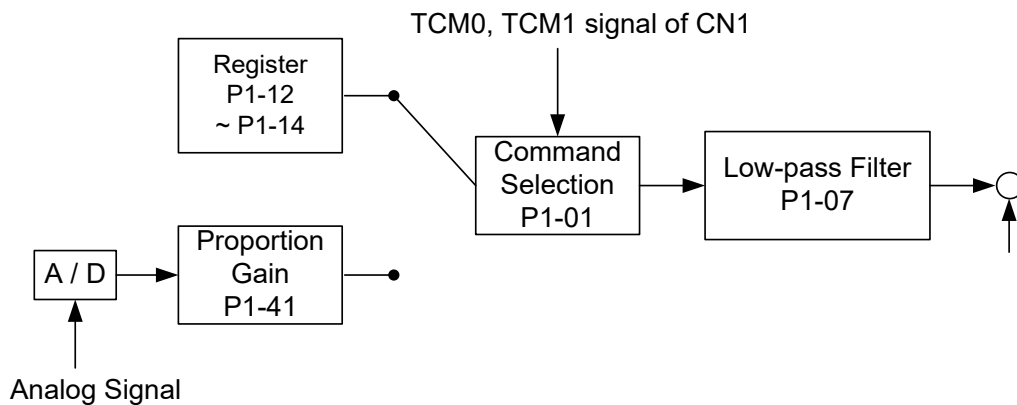 TCM0, TCM1 signal of CN1
Register
P1-12
~ P1-14
Command
Selection
P1-01
Low-pass Filter
P1-07
Proportion
Gain
P1-41
A / D
Analog Signal